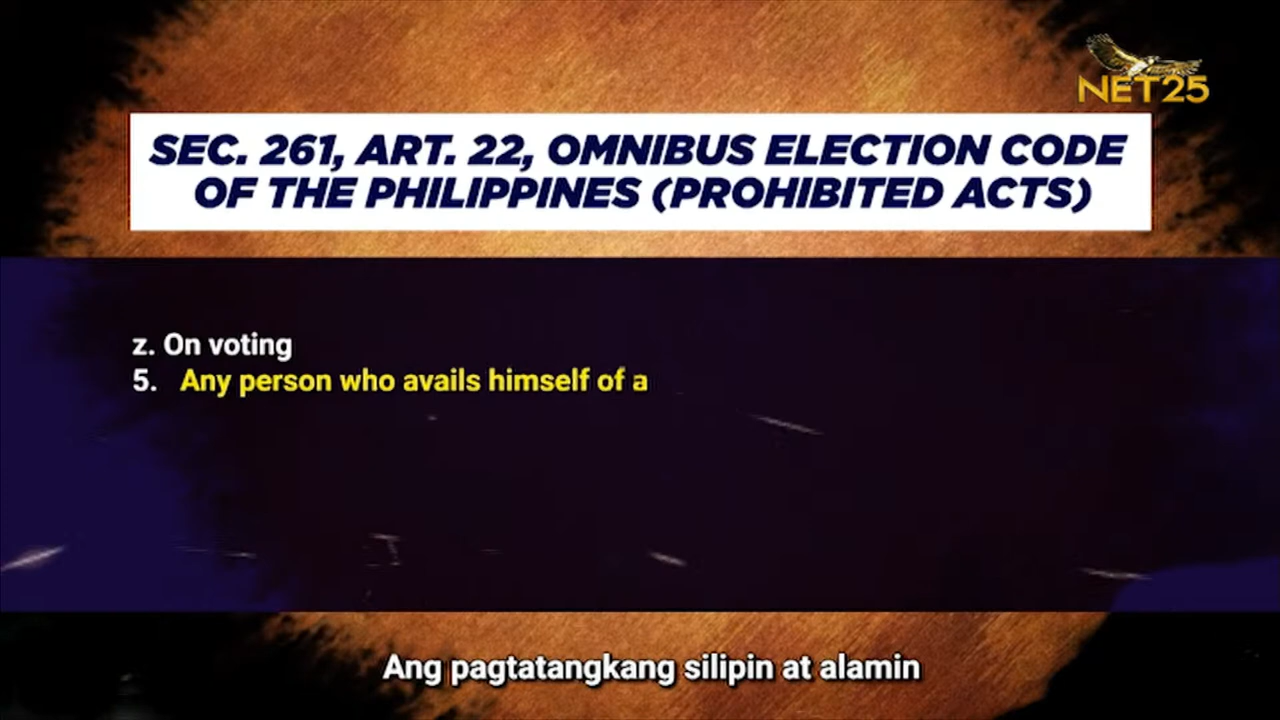 NET25
SEC. 261, ART. 22, OMNIBUS ELECTION CODE
OF THE PHILIPPINES (PROHIBITED ACTS)
z. On voting
5. Any person who avails himself of a
Ang pagtatangkang silipin at alamin